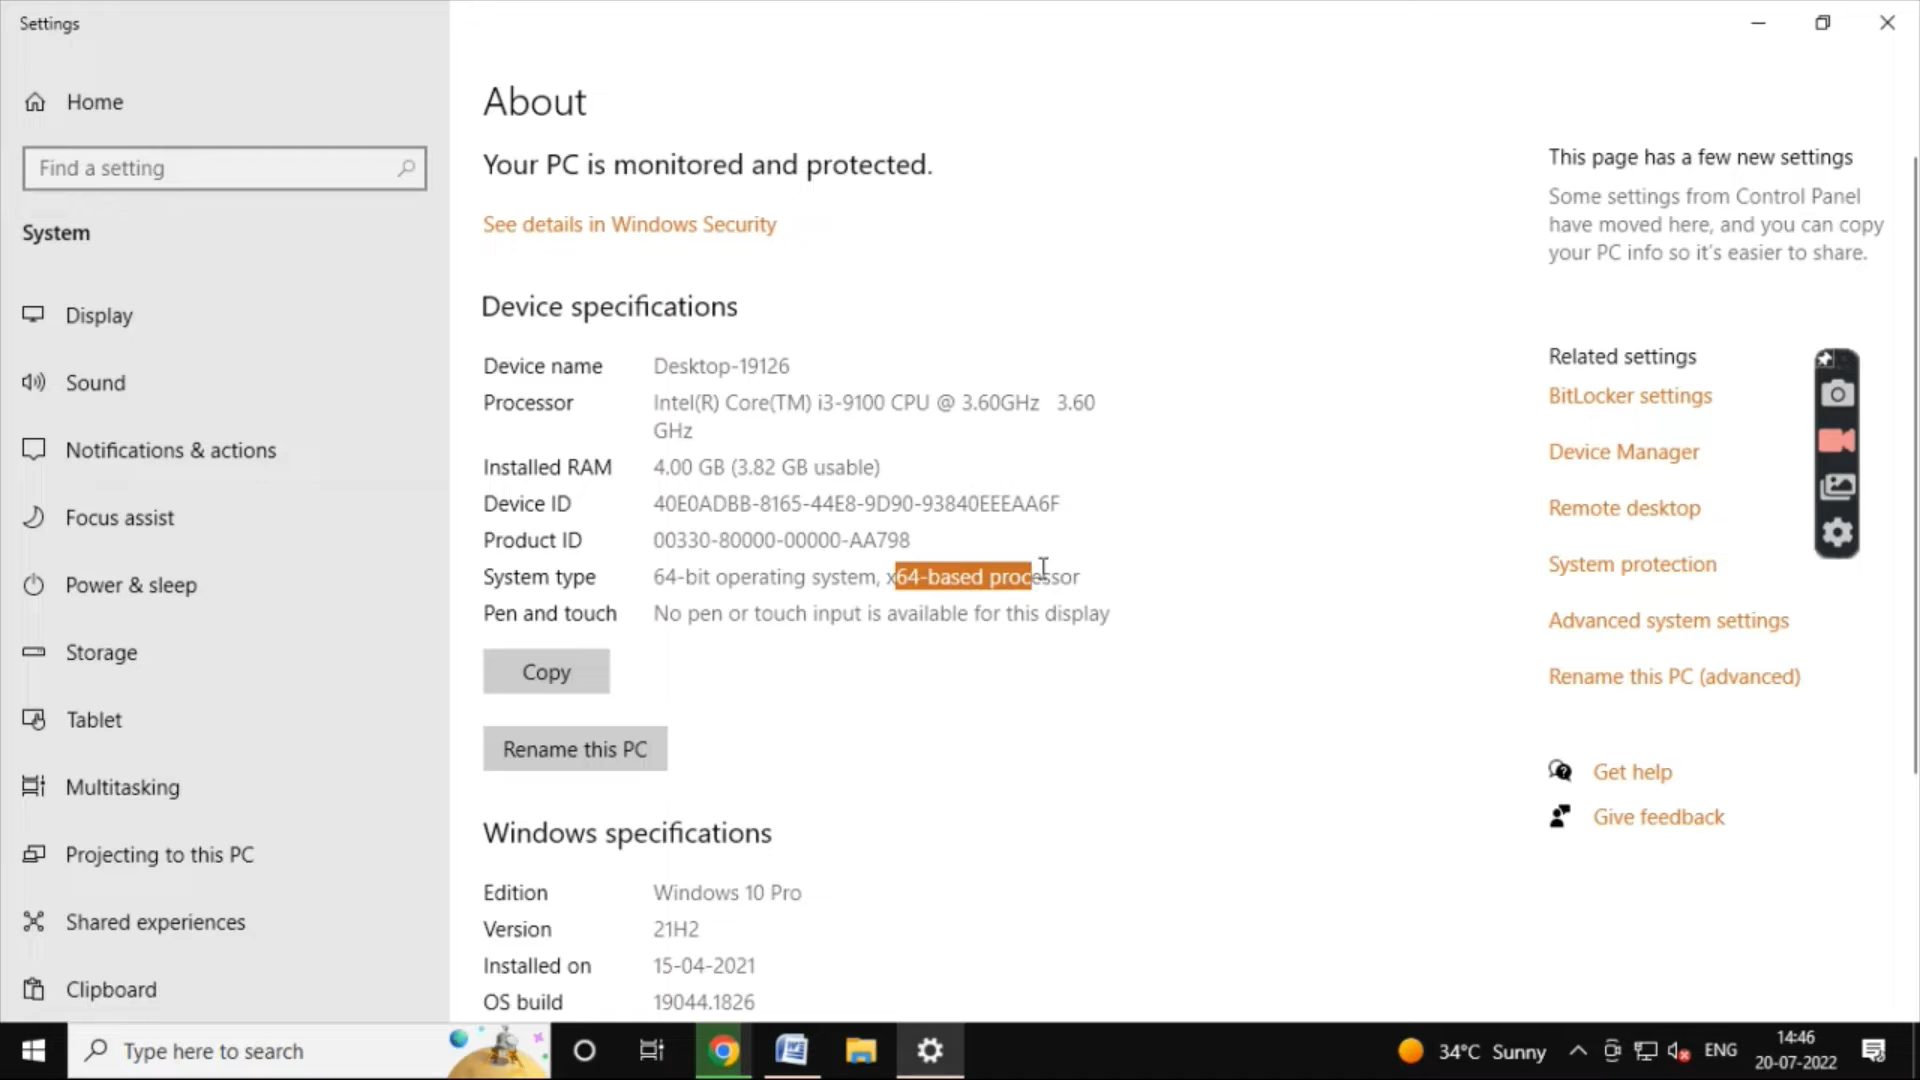 Settings
Home
Find a setting
System
Display
Sound
Notifications & actions
Focus assist
Power & sleep
Storage
Tablet
Multitasking
Projecting to this PC
Shared experiences
Clipboard
About
Your PC is monitored and protected.
See details in Windows Security
Device specifications
Device name Desktop-19126
Processor Intel(R) Core(TM) i3-9100 CPU @ 3.60GHz 3.60
GHz
Installed RAM 4.00 GB (3.82 GB usable)
Device ID 40E0ADBB-8165-44E8-9D90-93840EEEAA6F
Product ID 00330-80000-00000-AA798
System type 64-bit operating system, x64-based processor
Pen and touch No pen or touch input is available for this display
Copy
Rename this PC
Windows specifications
Edition Windows 10 Pro
Version 21H2
Installed on 15-04-2021
OS build 19044.1826
This page has a few new settings
Some settings from Control Panel
have moved here, and you can copy
your PC info so it's easier to share.
Related settings
BitLocker settings
Device Manager
Remote desktop
System protection
Advanced system settings
Rename this PC (advanced)
Get help
Give feedback
Type here to search
34°C Sunny
ENG
14:46
20-07-2022